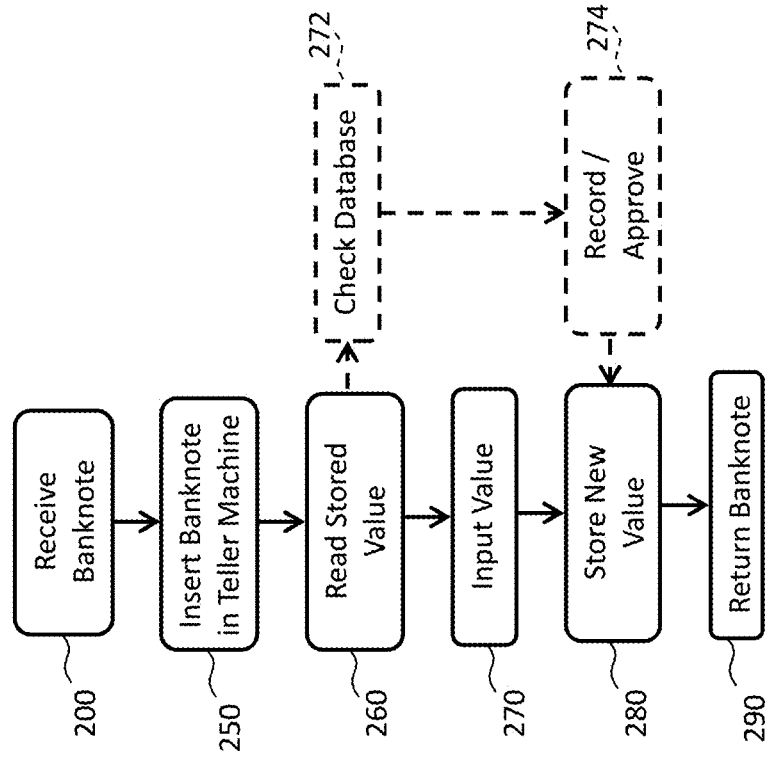 Receive
Banknote
200
Insert Banknote
in Teller Machine
250
Read Stored
Value
260
Check Database
272
Input Value
270
Record /
Approve
274
Store New
Value
280
Return Banknote
290